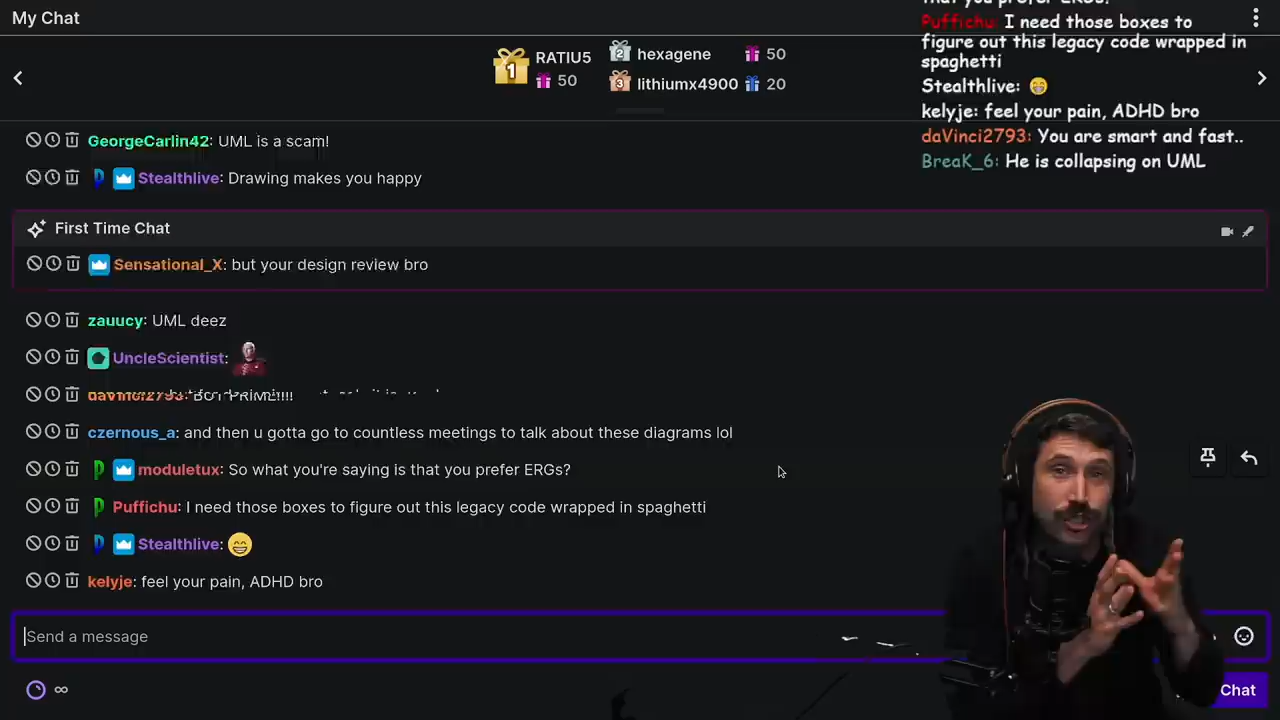 My Chat
that you prefer ERGs?
Puffichu: I need those boxes to
figure out this legacy code wrapped in
spaghetti
Stealthlive: 😁
kelyje: feel your pain, ADHD bro
daVinci2793: You are smart and fast..
BreaK_6: He is collapsing on UML
1 RATIU5 50
2 hexagene 50
3 lithiumx4900 20
GeorgeCarlin42: UML is a scam!
Stealthlive: Drawing makes you happy
First Time Chat
Sensational_X: but your design review bro
zauucy: UML deez
UncleScientist:
czernous_a: and then u gotta go to countless meetings to talk about these diagrams lol
moduletux: So what you're saying is that you prefer ERGs?
Puffichu: I need those boxes to figure out this legacy code wrapped in spaghetti
Stealthlive: 😁
kelyje: feel your pain, ADHD bro
Send a message
∞
Chat